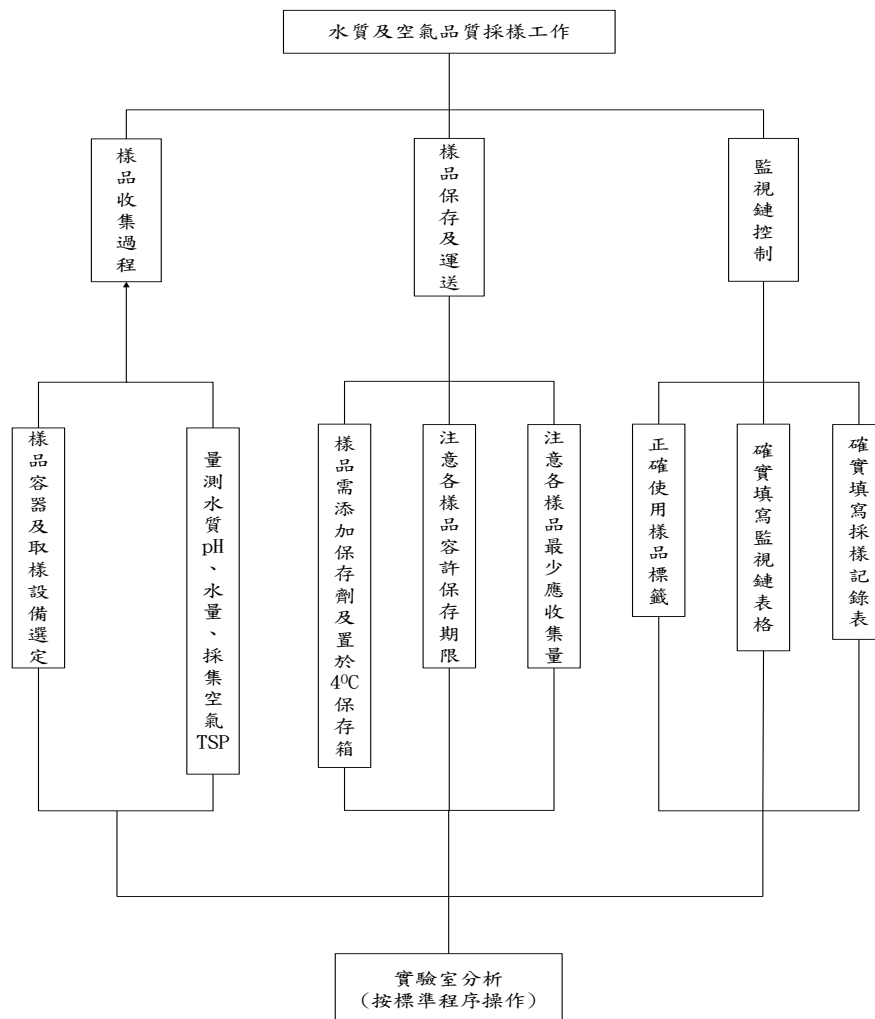 水質及空氣品質採樣工作
樣品收集過程
樣品保存及運送
監視鏈控制
樣品容器及取樣設備選定
量測水質pH、水量、採集空氣TSP
樣品需添加保存劑及置於4⁰C保存箱
注意各樣品容許保存期限
注意各樣品最少應收集量
正確使用樣品標籤
確實填寫監視鏈表格
確實填寫採樣記錄表
實驗室分析
(按標準程序操作)